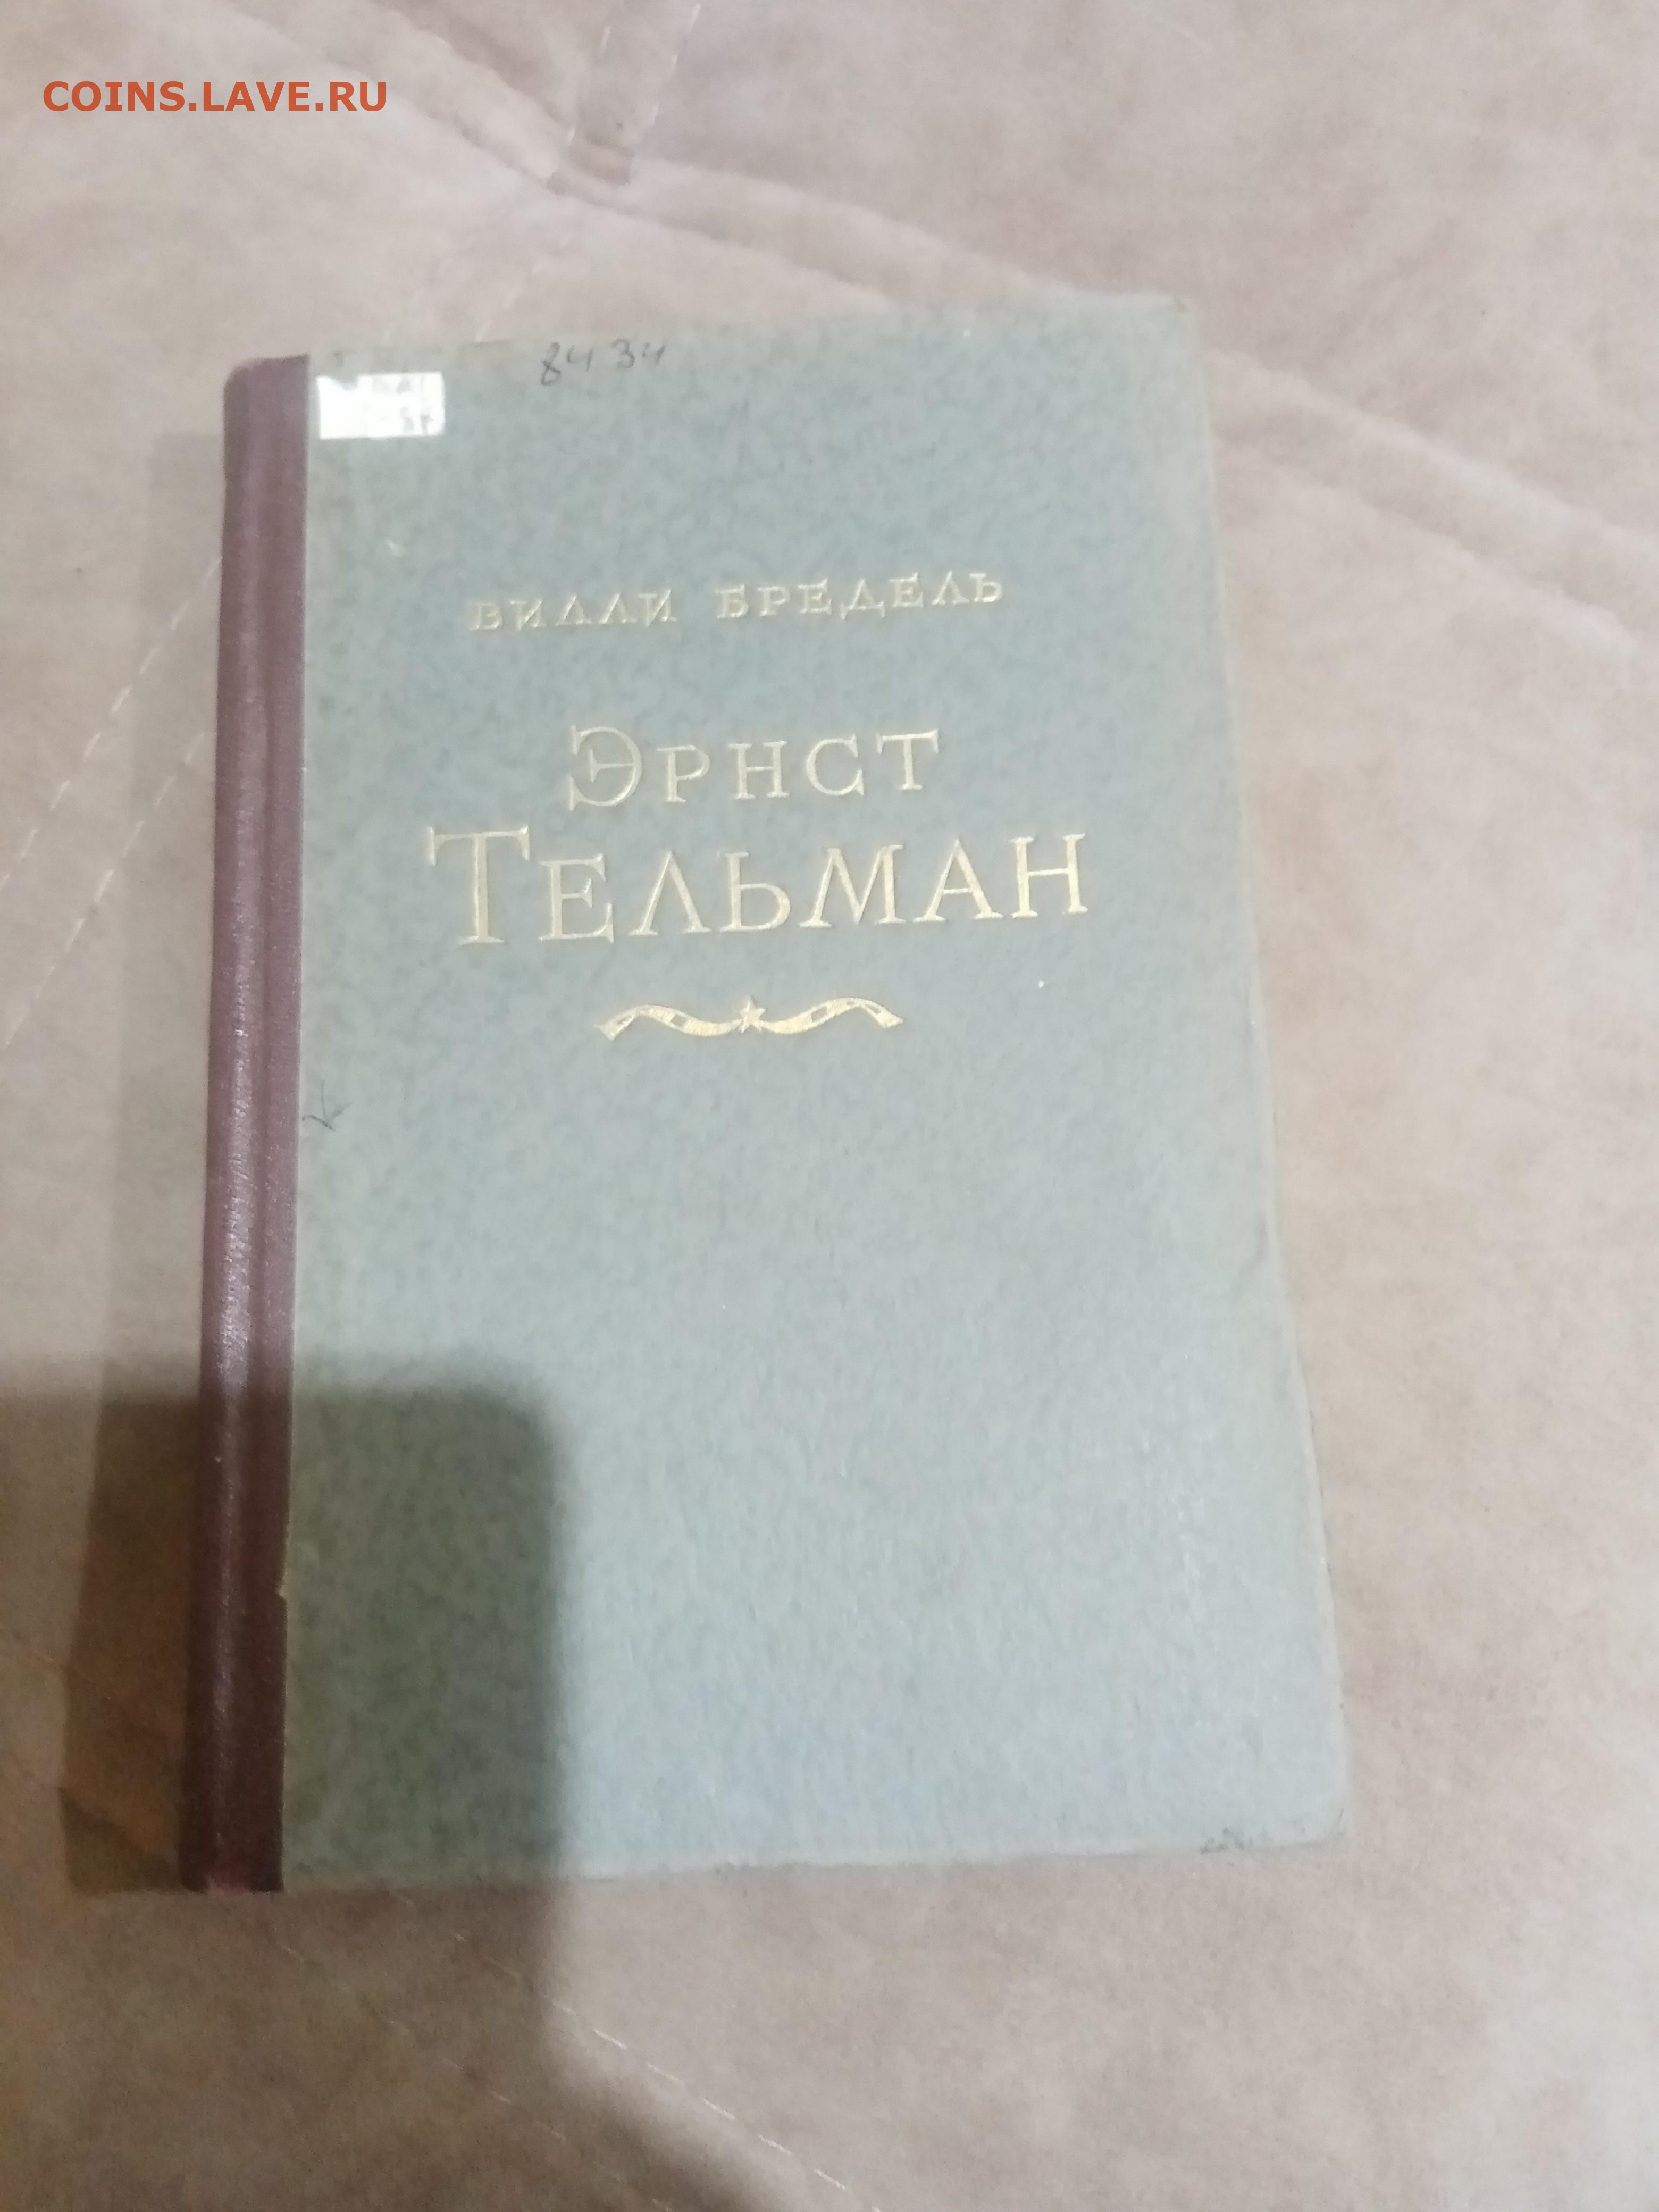 COINS.LAVE.RU
8434
ВИЛЛИ БРЕДЕЛЬ
ЭРНСТ
ТЕЛЬМАН